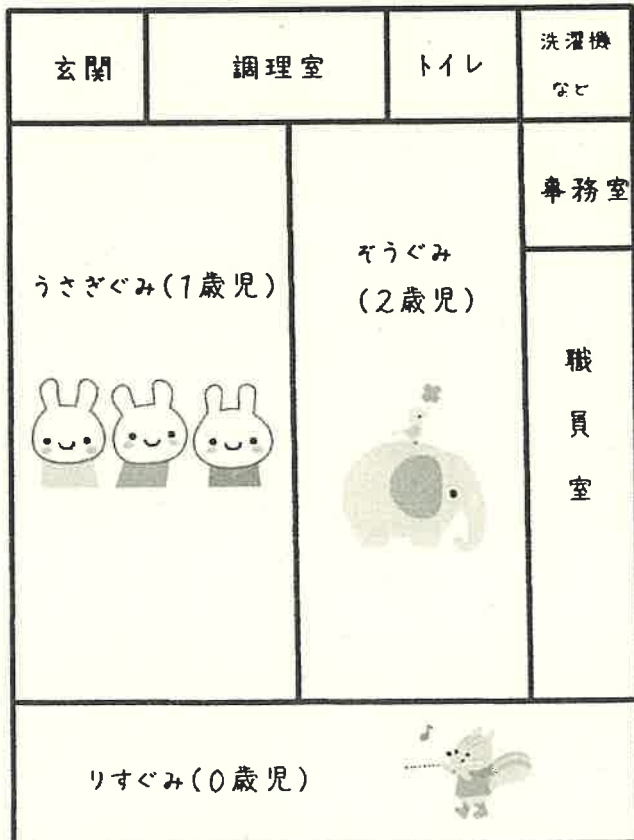 玄関
調理室
トイレ
洗濯機
など
事務室
うさぎぐみ(1歳児)
ぞうぐみ
(2歳児)
職
員
室
りすぐみ(0歳児)